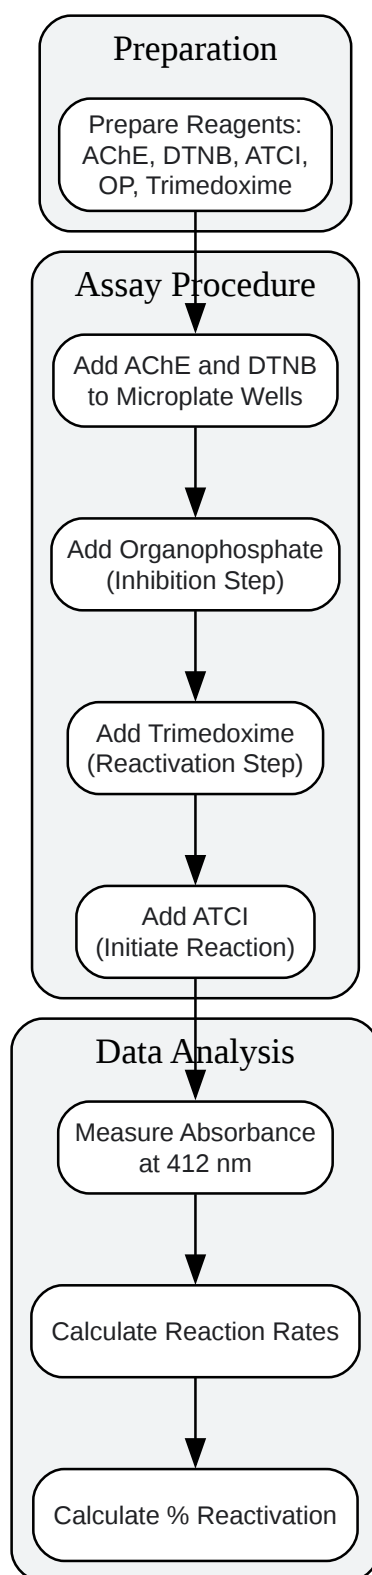 Preparation
Prepare Reagents:
AChE, DTNB, ATCI,
OP, Trimedoxime
Assay Procedure
Add AChE and DTNB
to Microplate Wells
Add Organophosphate
(Inhibition Step)
Add Trimedoxime
(Reactivation Step)
Add ATCI
(Initiate Reaction)
Data Analysis
Measure Absorbance
at 412 nm
Calculate Reaction Rates
Calculate % Reactivation